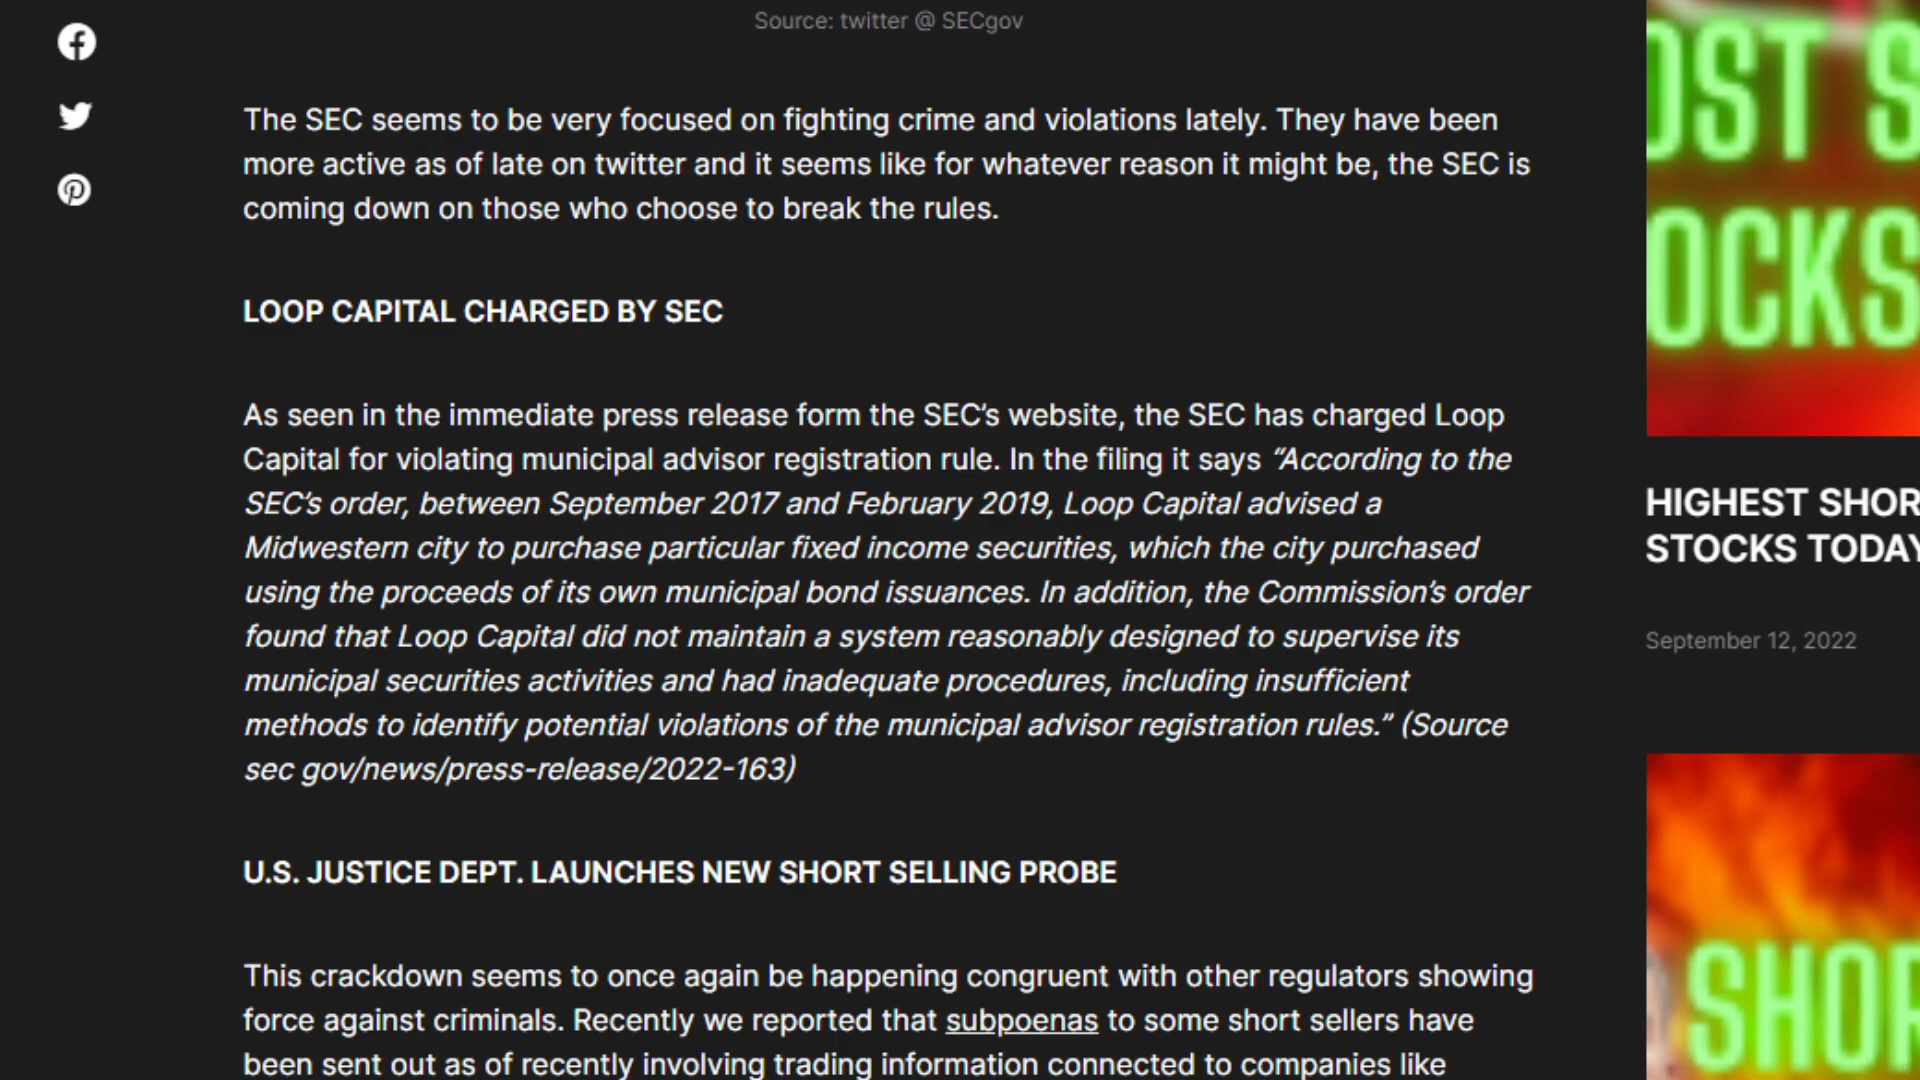 Source: twitter @ SECgov
The SEC seems to be very focused on fighting crime and violations lately. They have been
more active as of late on twitter and it seems like for whatever reason it might be, the SEC is
coming down on those who choose to break the rules.
LOOP CAPITAL CHARGED BY SEC
As seen in the immediate press release form the SEC’s website, the SEC has charged Loop
Capital for violating municipal advisor registration rule. In the filing it says “According to the
SEC’s order, between September 2017 and February 2019, Loop Capital advised a
Midwestern city to purchase particular fixed income securities, which the city purchased
using the proceeds of its own municipal bond issuances. In addition, the Commission’s order
found that Loop Capital did not maintain a system reasonably designed to supervise its
municipal securities activities and had inadequate procedures, including insufficient
methods to identify potential violations of the municipal advisor registration rules.” (Source
sec gov/news/press-release/2022-163)
U.S. JUSTICE DEPT. LAUNCHES NEW SHORT SELLING PROBE
This crackdown seems to once again be happening congruent with other regulators showing
force against criminals. Recently we reported that subpoenas to some short sellers have
been sent out as of recently involving trading information connected to companies like
OST S
OCKS
HIGHEST SHOR
STOCKS TODAY
September 12, 2022
SHOR